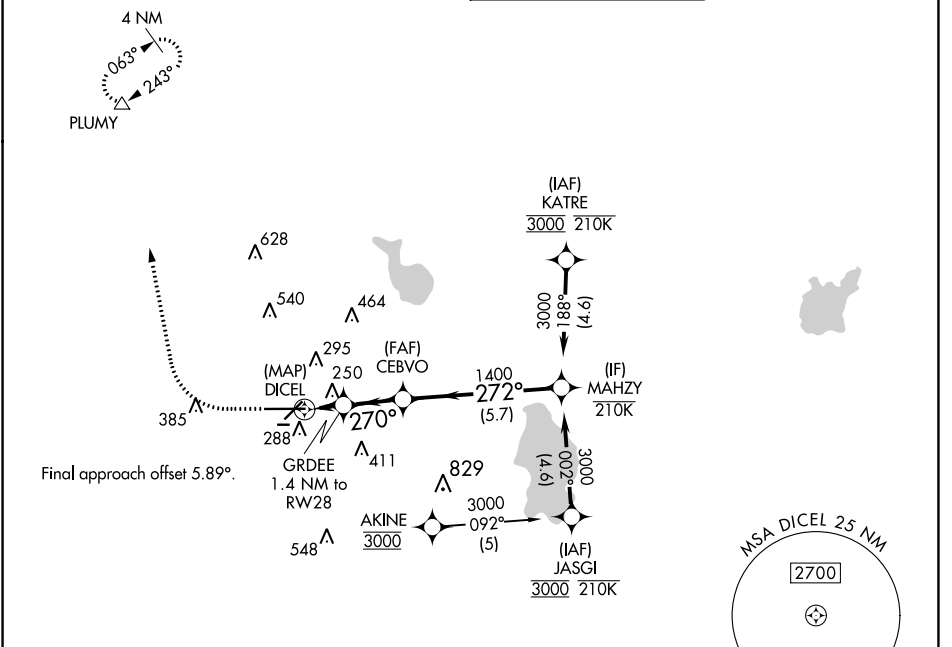 4 NM
063°
243°
PLUMY
(IAF)
KATRE
3000 210K
628
540
464
3000
188°
(4.6)
295
(FAF)
CEBVO
(MAP)
DICEL
250
1400
272°
(5.7)
(IF)
MAHZY
210K
385
288
270°
411
GRDEE
1.4 NM to
RW28
Final approach offset 5.89°.
829
3000
002°
(4.6)
AKINE
3000
3000
092°
(5)
548
(IAF)
JASGI
3000 210K
MSA DICEL 25 NM
2700